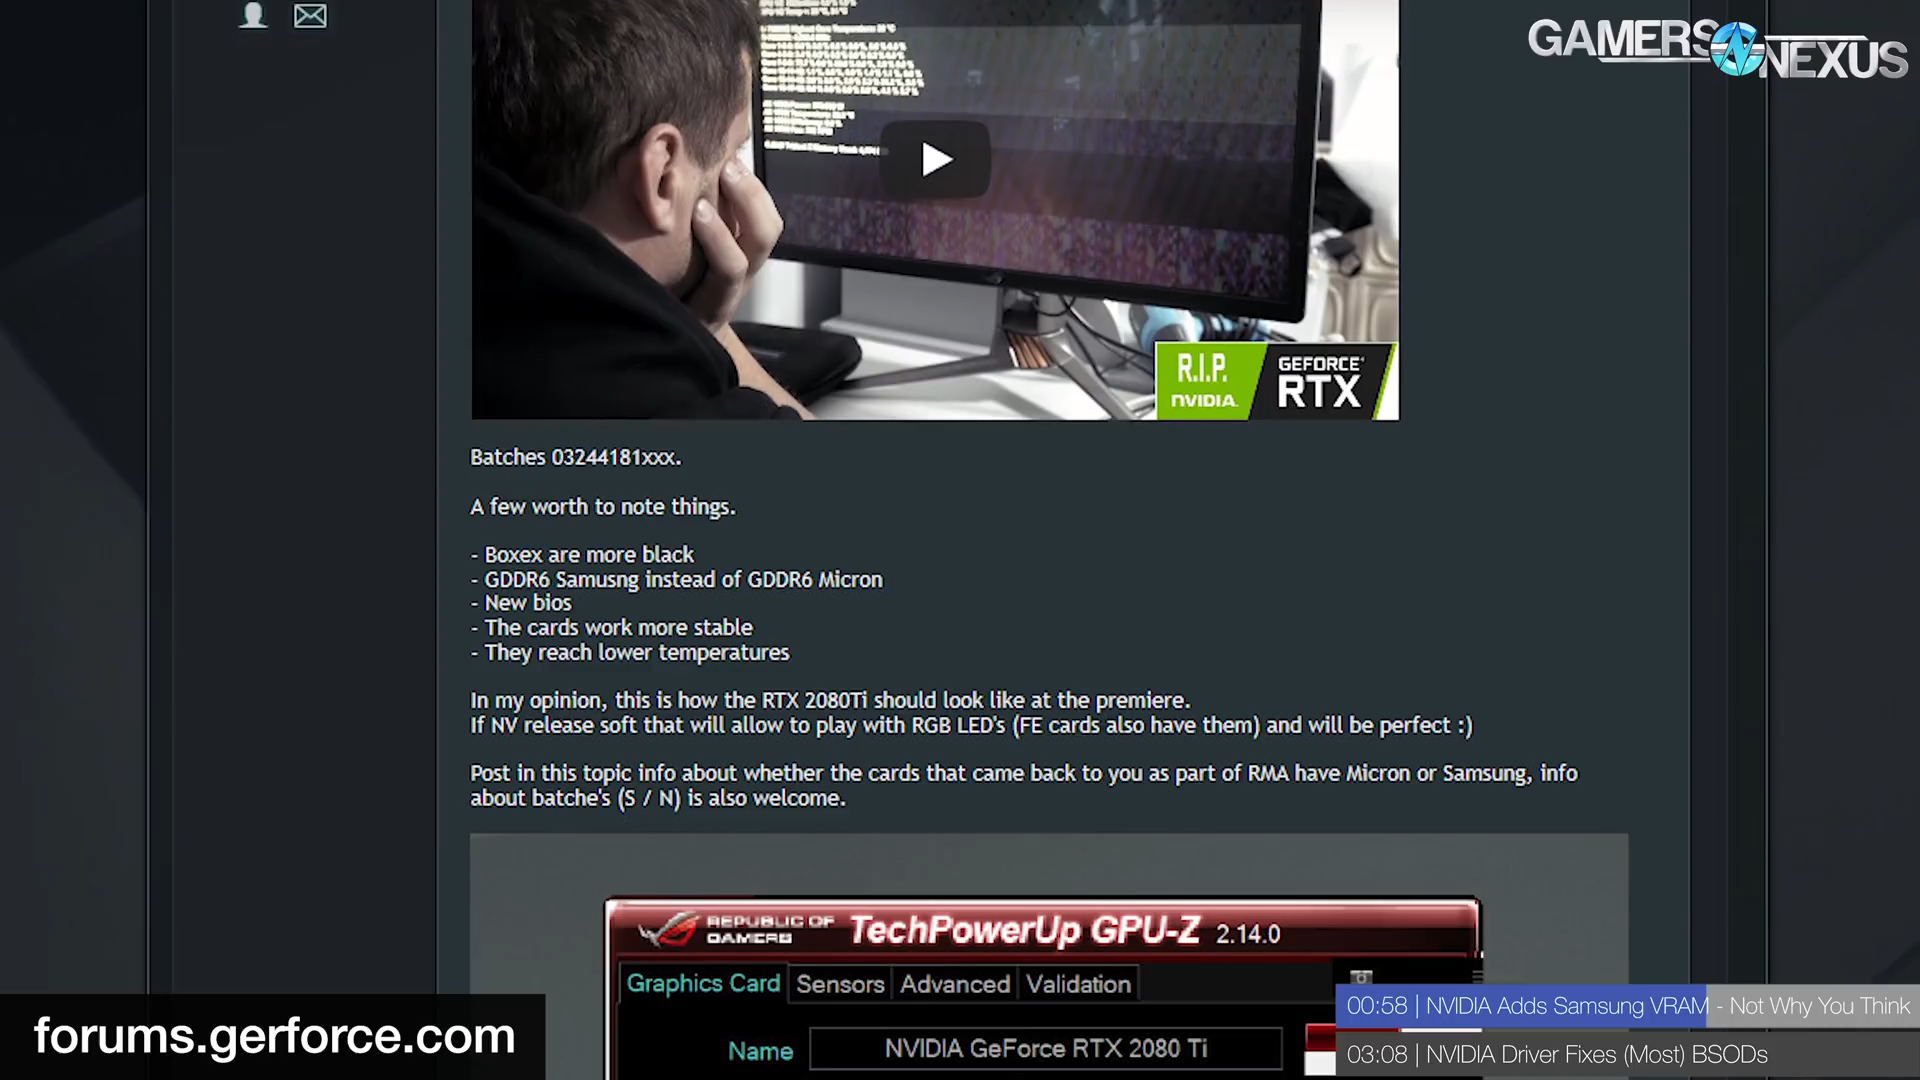 GAMERS NEXUS
R.I.P.
NVIDIA.
GEFORCE
RTX
Batches 03244181xxx.
A few worth to note things.
- Boxex are more black
- GDDR6 Samusng instead of GDDR6 Micron
- New bios
- The cards work more stable
- They reach lower temperatures
In my opinion, this is how the RTX 2080Ti should look like at the premiere.
If NV release soft that will allow to play with RGB LED's (FE cards also have them) and will be perfect :)
Post in this topic info about whether the cards that came back to you as part of RMA have Micron or Samsung, info
about batche's (S / N) is also welcome.
REPUBLIC OF
GAMERS
TechPowerUp GPU-Z 2.14.0
Graphics Card Sensors Advanced Validation
Name NVIDIA GeForce RTX 2080 Ti
forums.gerforce.com
00:58 | NVIDIA Adds Samsung VRAM - Not Why You Think
03:08 | NVIDIA Driver Fixes (Most) BSODs